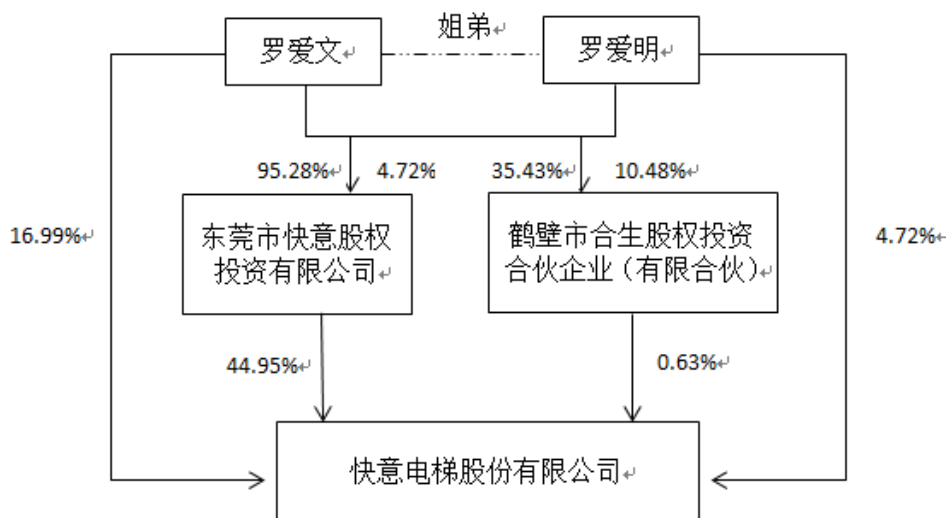 姐弟
罗爱文 罗爱明
95.28% 4.72% 35.43% 10.48%
16.99% 4.72%
东莞市快意股权
投资有限公司
鹤壁市合生股权投资
合伙企业（有限合伙）
44.95% 0.63%
快意电梯股份有限公司